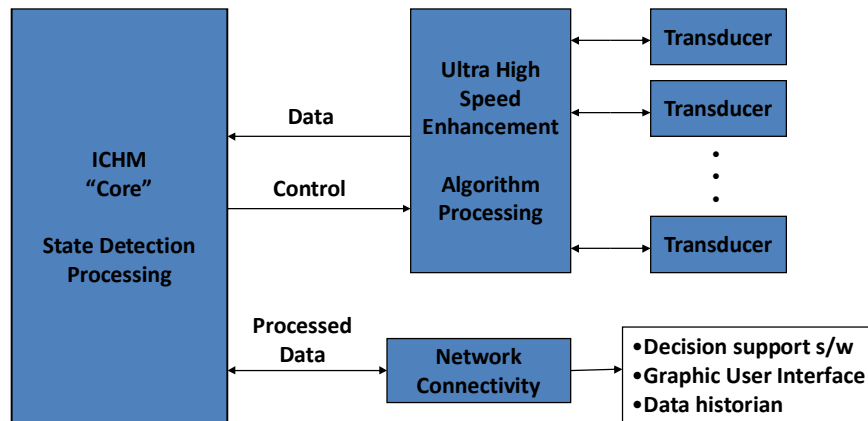 ICHM
“Core”
State Detection
Processing
Data
Control
Processed
Data
Ultra High
Speed
Enhancement
Algorithm
Processing
Transducer
Transducer
Transducer
Network
Connectivity
•Decision support s/w
•Graphic User Interface
•Data historian